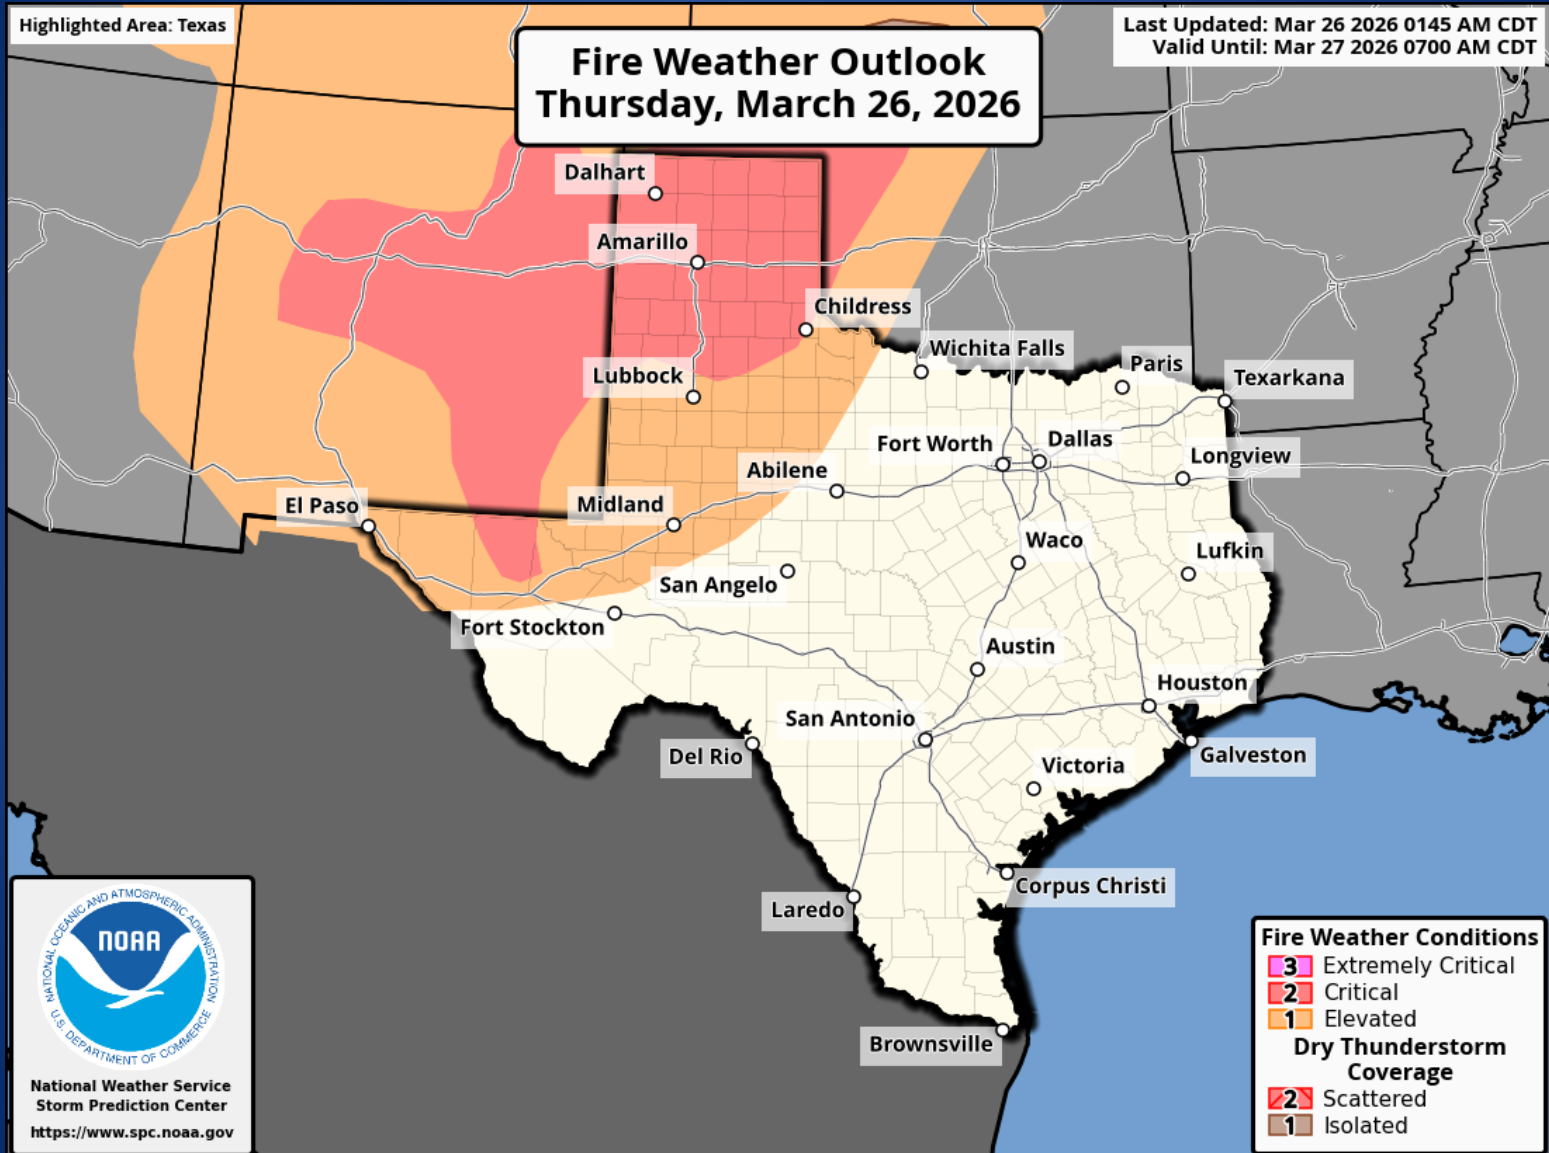 Highlighted Area: Texas
Fire Weather Outlook
Thursday, March 26, 2026
Last Updated: Mar 26 2026 0145 AM CDT
Valid Until: Mar 27 2026 0700 AM CDT
Dalhart
Amarillo
Childress
Wichita Falls
Paris
Texarkana
Lubbock
Fort Worth
Dallas
Longview
Abilene
El Paso
Midland
Waco
Lufkin
San Angelo
Fort Stockton
Austin
Houston
San Antonio
Del Rio
Galveston
Victoria
Corpus Christi
Laredo
Brownsville
NATIONAL OCEANIC AND ATMOSPHERIC ADMINISTRATION
NOAA
U.S. DEPARTMENT OF COMMERCE
National Weather Service
Storm Prediction Center
https://www.spc.noaa.gov
Fire Weather Conditions
3 Extremely Critical
2 Critical
1 Elevated
Dry Thunderstorm
Coverage
2 Scattered
1 Isolated